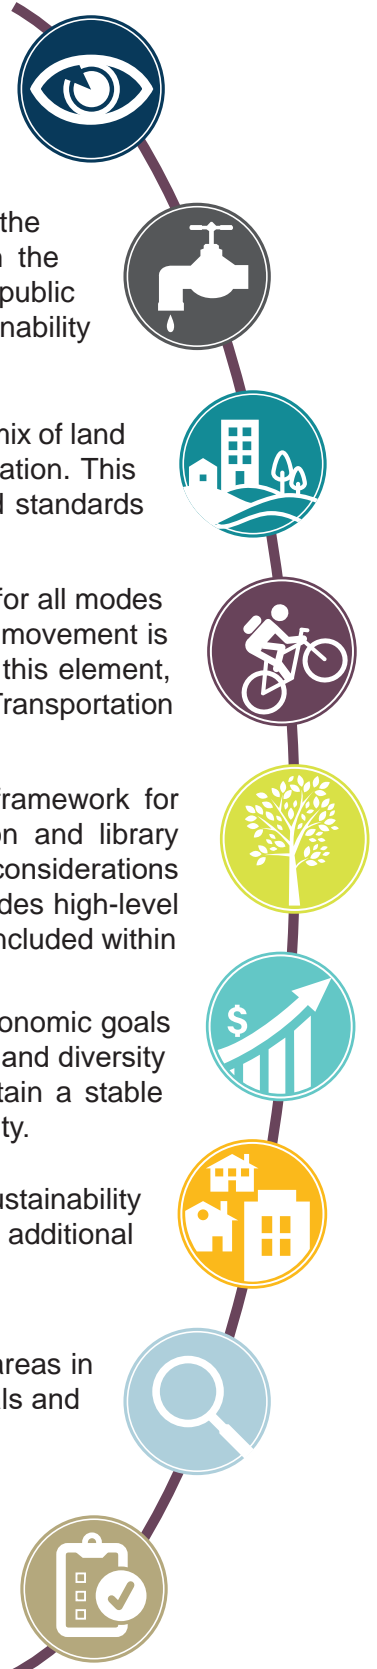 the
the
public
nability
mix of land
ation. This
standards
for all modes
movement is
this element,
Transportation
framework for
on and library
considerations
des high-level
ncluded within
onomic goals
and diversity
tain a stable
ty.
ustainability
additional
areas in
ls and
$